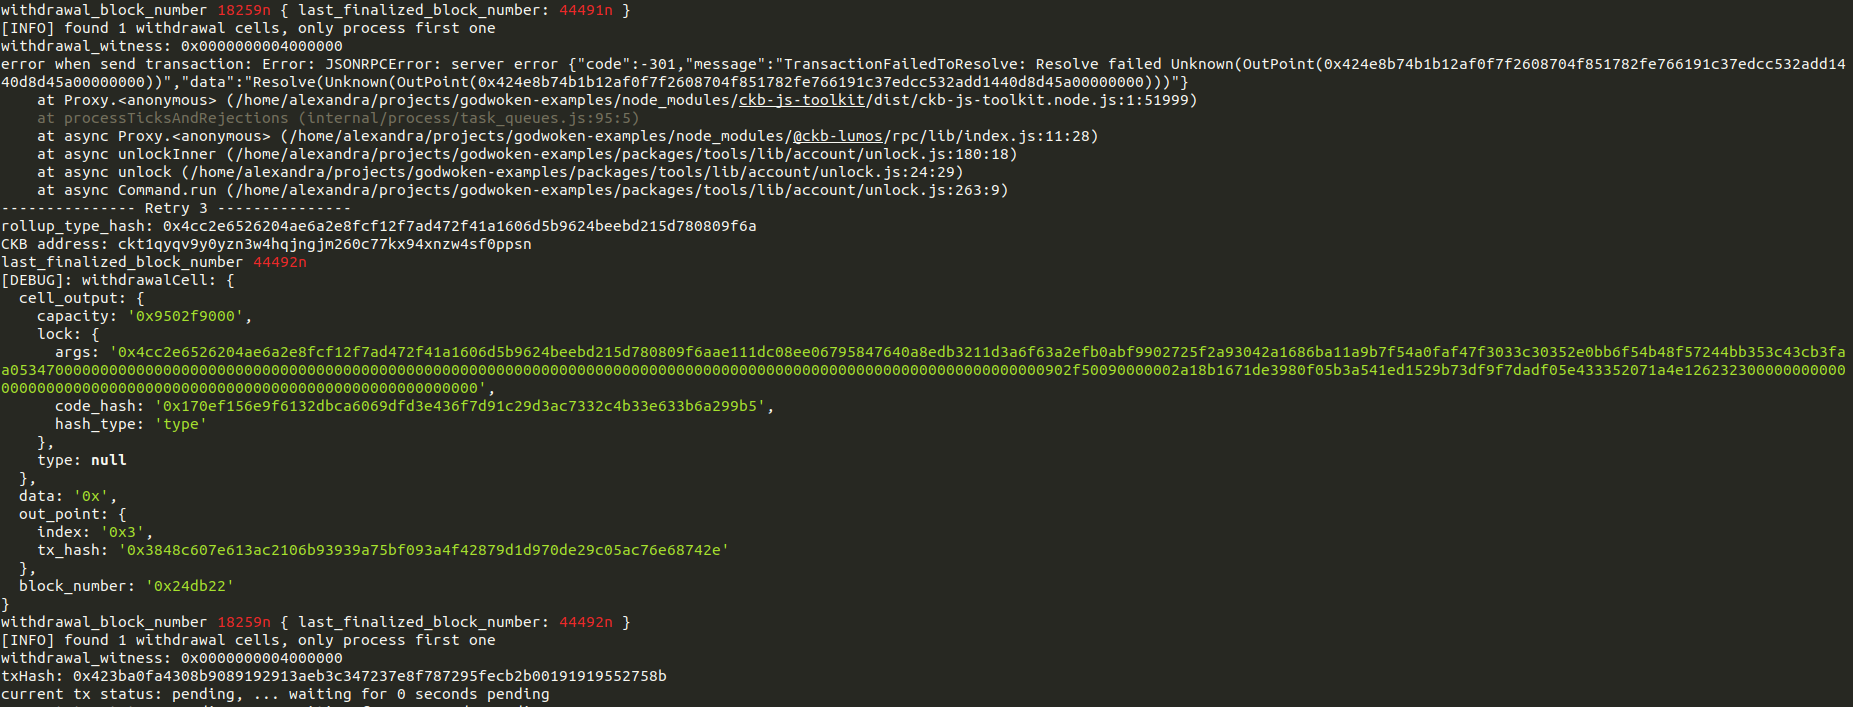 withdrawal_block_number 18259n { last_finalized_block_number: 44491n }
[INFO] found 1 withdrawal cells, only process first one
withdrawal_witness: 0x0000000004000000
error when send transaction: Error: JSONRPCError: server error {"code":-301,"message":"TransactionFailedToResolve: Resolve failed Unknown(OutPoint(0x424e8b74b1b12af0f7f2608704f851782fe766191c37edcc532add14
40d8d45a00000000))","data":"Resolve(Unknown(OutPoint(0x424e8b74b1b12af0f7f2608704f851782fe766191c37edcc532add1440d8d45a00000000)))"}
at Proxy.<anonymous> (/home/alexandra/projects/godwoken-examples/node_modules/ckb-js-toolkit/dist/ckb-js-toolkit.node.js:1:51999)
at processTicksAndRejections (internal/process/task_queues.js:95:5)
at async Proxy.<anonymous> (/home/alexandra/projects/godwoken-examples/node_modules/@ckb-lumos/rpc/lib/index.js:11:28)
at async unlockInner (/home/alexandra/projects/godwoken-examples/packages/tools/lib/account/unlock.js:180:18)
at async unlock (/home/alexandra/projects/godwoken-examples/packages/tools/lib/account/unlock.js:24:29)
at async Command.run (/home/alexandra/projects/godwoken-examples/packages/tools/lib/account/unlock.js:263:9)
--------------- Retry 3 ---------------
rollup_type_hash: 0x4cc2e6526204ae6a2e8fcf12f7ad472f41a1606d5b9624beebd215d780809f6a
CKB address: ckt1qyqv9y0yzn3w4hqjngjm260c77kx94xnzw4sf0ppsn
last_finalized_block_number 44492n
[DEBUG]: withdrawalCell: {
cell_output: {
capacity: '0x9502f9000',
lock: {
args: '0x4cc2e6526204ae6a2e8fcf12f7ad472f41a1606d5b9624beebd215d780809f6aae111dc08ee06795847640a8edb3211d3a6f63a2efb0abf9902725f2a93042a1686ba11a9b7f54a0faf47f3033c30352e0bb6f54b48f57244bb353c43cb3fa
a05347000000000000000000000000000000000000000000000000000000000000000000000000000000000000000000000000000000000000902f50090000002a18b1671de3980f05b3a541ed1529b73df9f7dadf05e433352071a4e126232300000000000
00000000000000000000000000000000000000000000000000000',
code_hash: '0x170ef156e9f6132dbca6069dfd3e436f7d91c29d3ac7332c4b33e633b6a299b5',
hash_type: 'type'
},
type: null
},
data: '0x',
out_point: {
index: '0x3',
tx_hash: '0x3848c607e613ac2106b93939a75bf093a4f42879d1d970de29c05ac76e68742e'
},
block_number: '0x24db22'
}
withdrawal_block_number 18259n { last_finalized_block_number: 44492n }
[INFO] found 1 withdrawal cells, only process first one
withdrawal_witness: 0x0000000004000000
txHash: 0x423ba0fa4308b9089192913aeb3c347237e8f787295fecb2b00191919552758b
current tx status: pending, ... waiting for 0 seconds pending